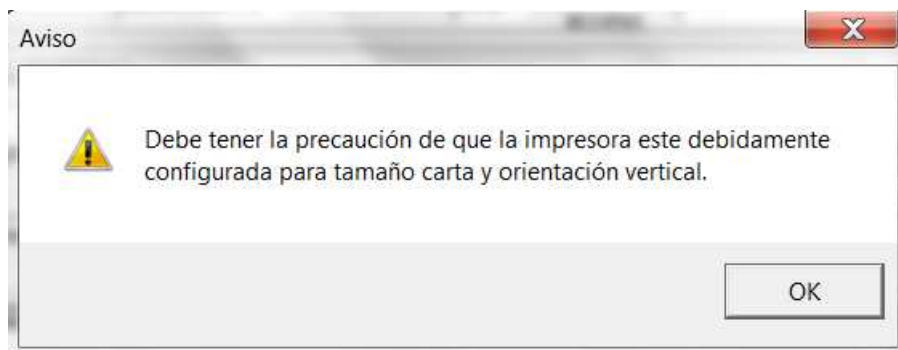 Aviso
Debe tener la precaución de que la impresora este debidamente
configurada para tamaño carta y orientación vertical.
OK